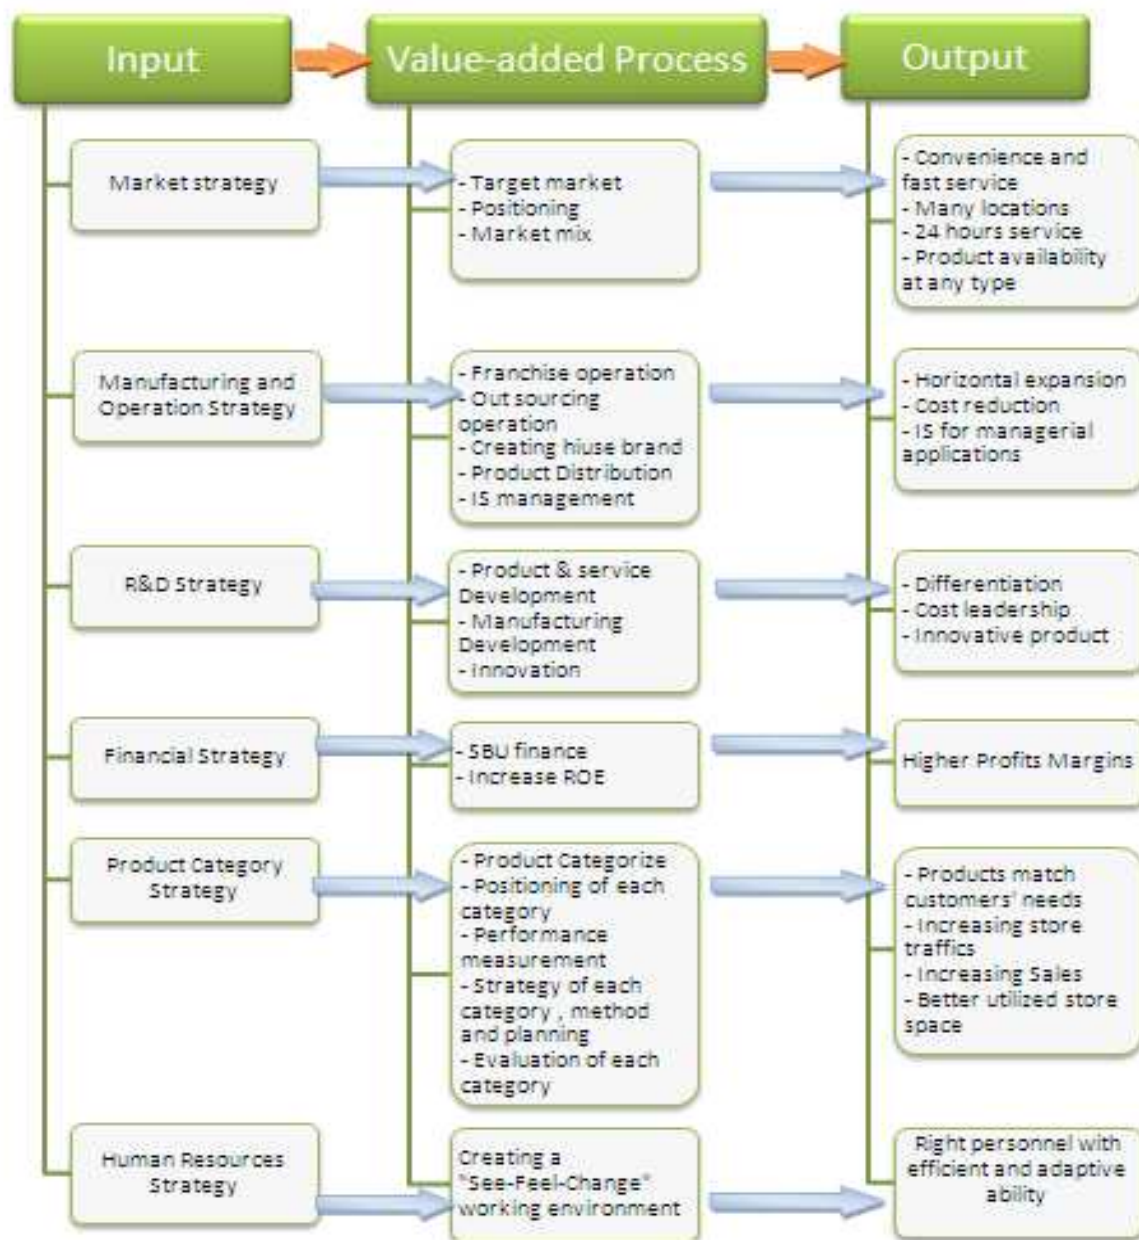 Input
Value-added Process
Output
Market strategy
- Target market
- Positioning
- Market mix
- Convenience and
fast service
- Many locations
- 24 hours service
- Product availability
at any type
Manufacturing and
Operation Strategy
- Franchise operation
- Out sourcing
operation
- Creating hiuse brand
- Product Distribution
- IS management
- Horizontal expansion
- Cost reduction
- IS for managerial
applications
R&D Strategy
- Product & service
Development
- Manufacturing
Development
- Innovation
- Differentiation
- Cost leadership
- Innovative product
Financial Strategy
- SBU finance
- Increase ROE
Higher Profits Margins
Product Category
Strategy
- Product Categorize
- Positioning of each
category
- Performance
measurement
- Strategy of each
category , method
and planning
- Evaluation of each
category
- Products match
customers' needs
- Increasing store
traffics
- Increasing Sales
- Better utilized store
space
Human Resources
Strategy
Creating a
"See-Feel-Change"
working environment
Right personnel with
efficient and adaptive
ability